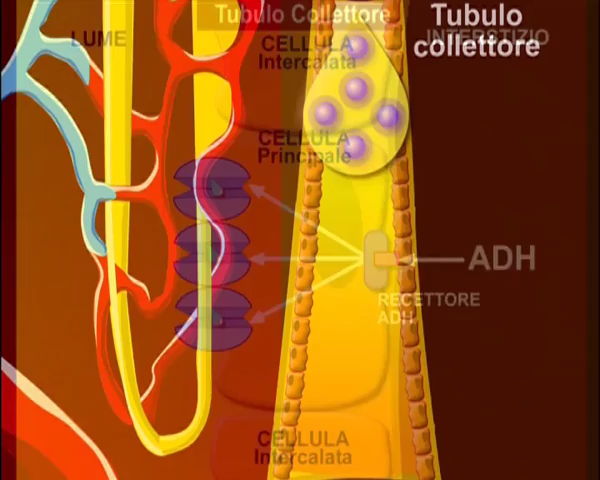 Tubulo Collettore
Tubulo
collettore
LUME
INTERSTIZIO
CELLULA
Intercalata
CELLULA
Principale
ADH
RECETTORE
ADH
CELLULA
Intercalata